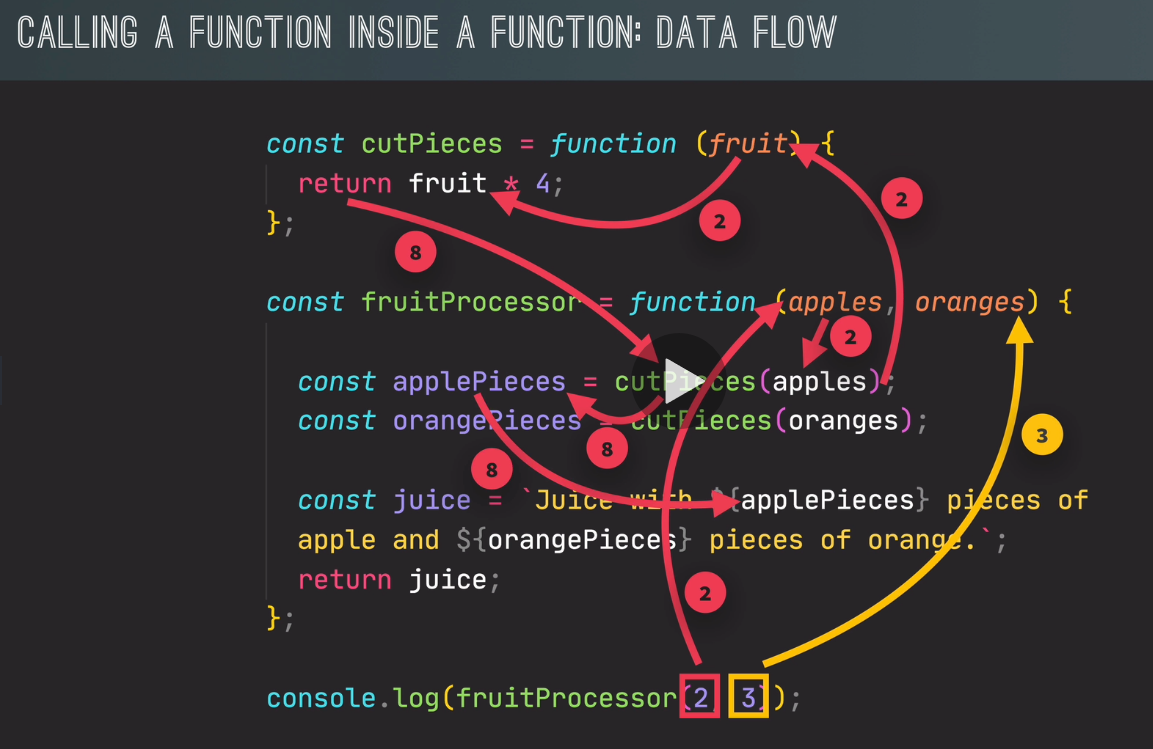 CALLING A FUNCTION INSIDE A FUNCTION: DATA FLOW
const cutPieces = function (fruit) {
return fruit * 4;
};
2
2
8
const fruitProcessor = function (apples, oranges) {
2
const applePieces = cutPieces(apples);
const orangePieces = cutPieces(oranges);
3
8
8
const juice = `Juice with ${applePieces} pieces of
apple and ${orangePieces} pieces of orange.`;
return juice;
2
};
console.log(fruitProcessor(2, 3));